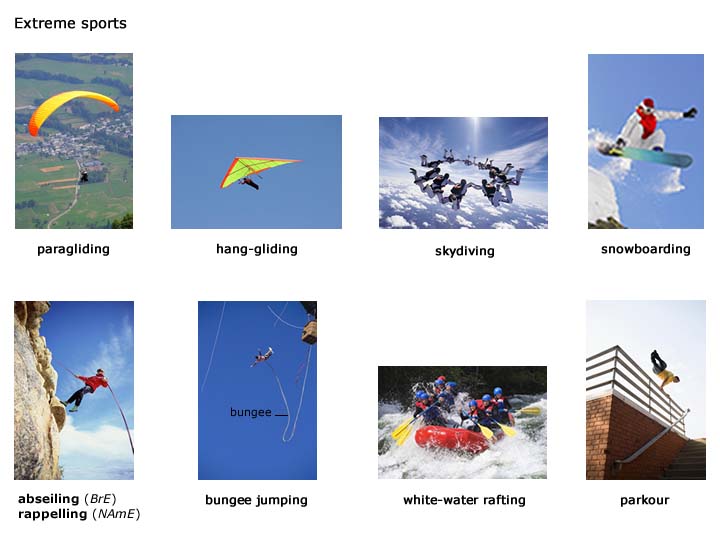 Extreme sports
paragliding
hang-gliding
skydiving
snowboarding
bungee
abseiling (BrE)
rappelling (NAmE)
bungee jumping
white-water rafting
parkour